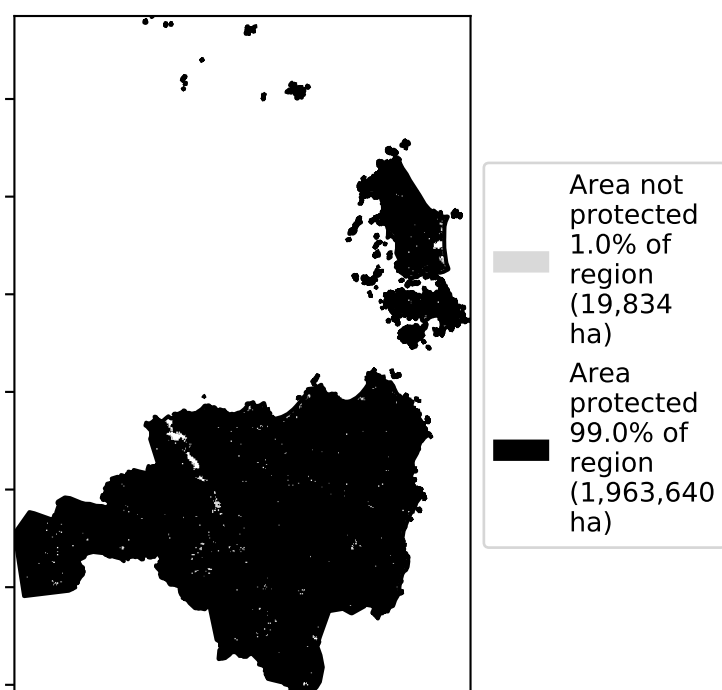 Area not
protected
1.0% of
region
(19,834
ha)
Area
protected
99.0% of
region
(1,963,640
ha)